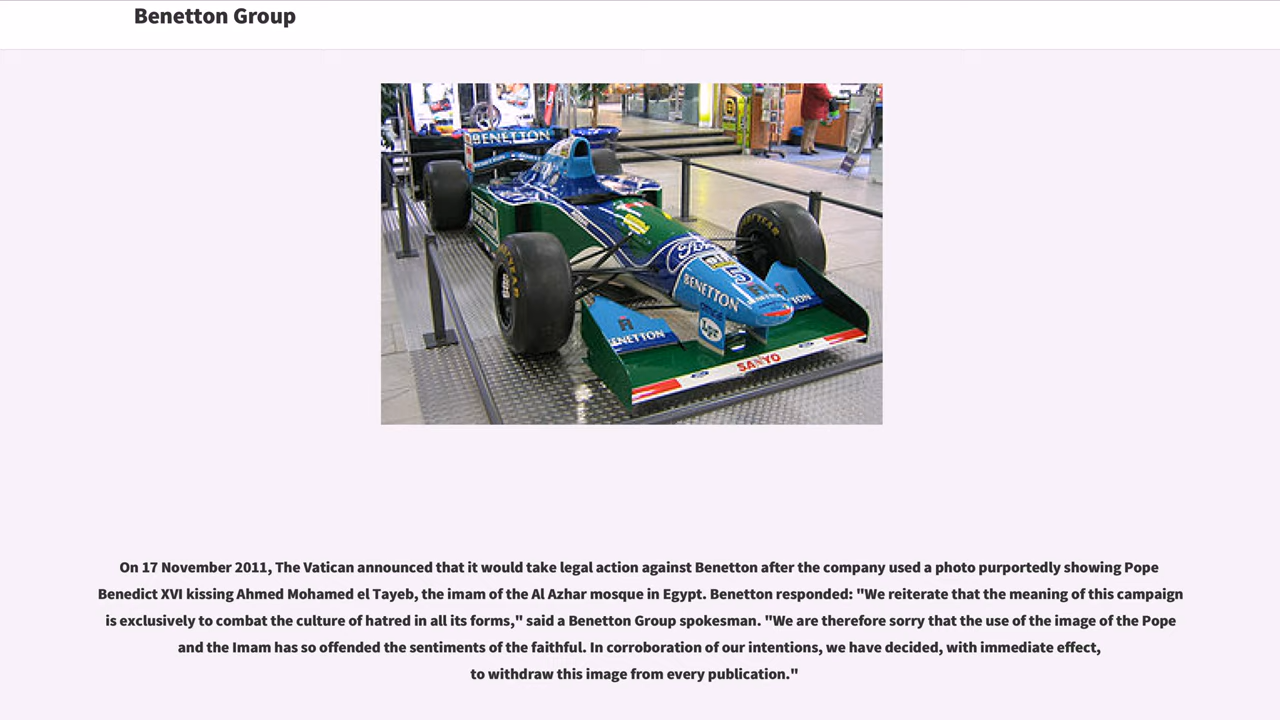 Benetton Group
BENETTON
Ford
5
BENETTON
BENETTON
SANYO
On 17 November 2011, The Vatican announced that it would take legal action against Benetton after the company used a photo purportedly showing Pope
Benedict XVI kissing Ahmed Mohamed el Tayeb, the imam of the Al Azhar mosque in Egypt. Benetton responded: "We reiterate that the meaning of this campaign
is exclusively to combat the culture of hatred in all its forms," said a Benetton Group spokesman. "We are therefore sorry that the use of the image of the Pope
and the Imam has so offended the sentiments of the faithful. In corroboration of our intentions, we have decided, with immediate effect,
to withdraw this image from every publication."